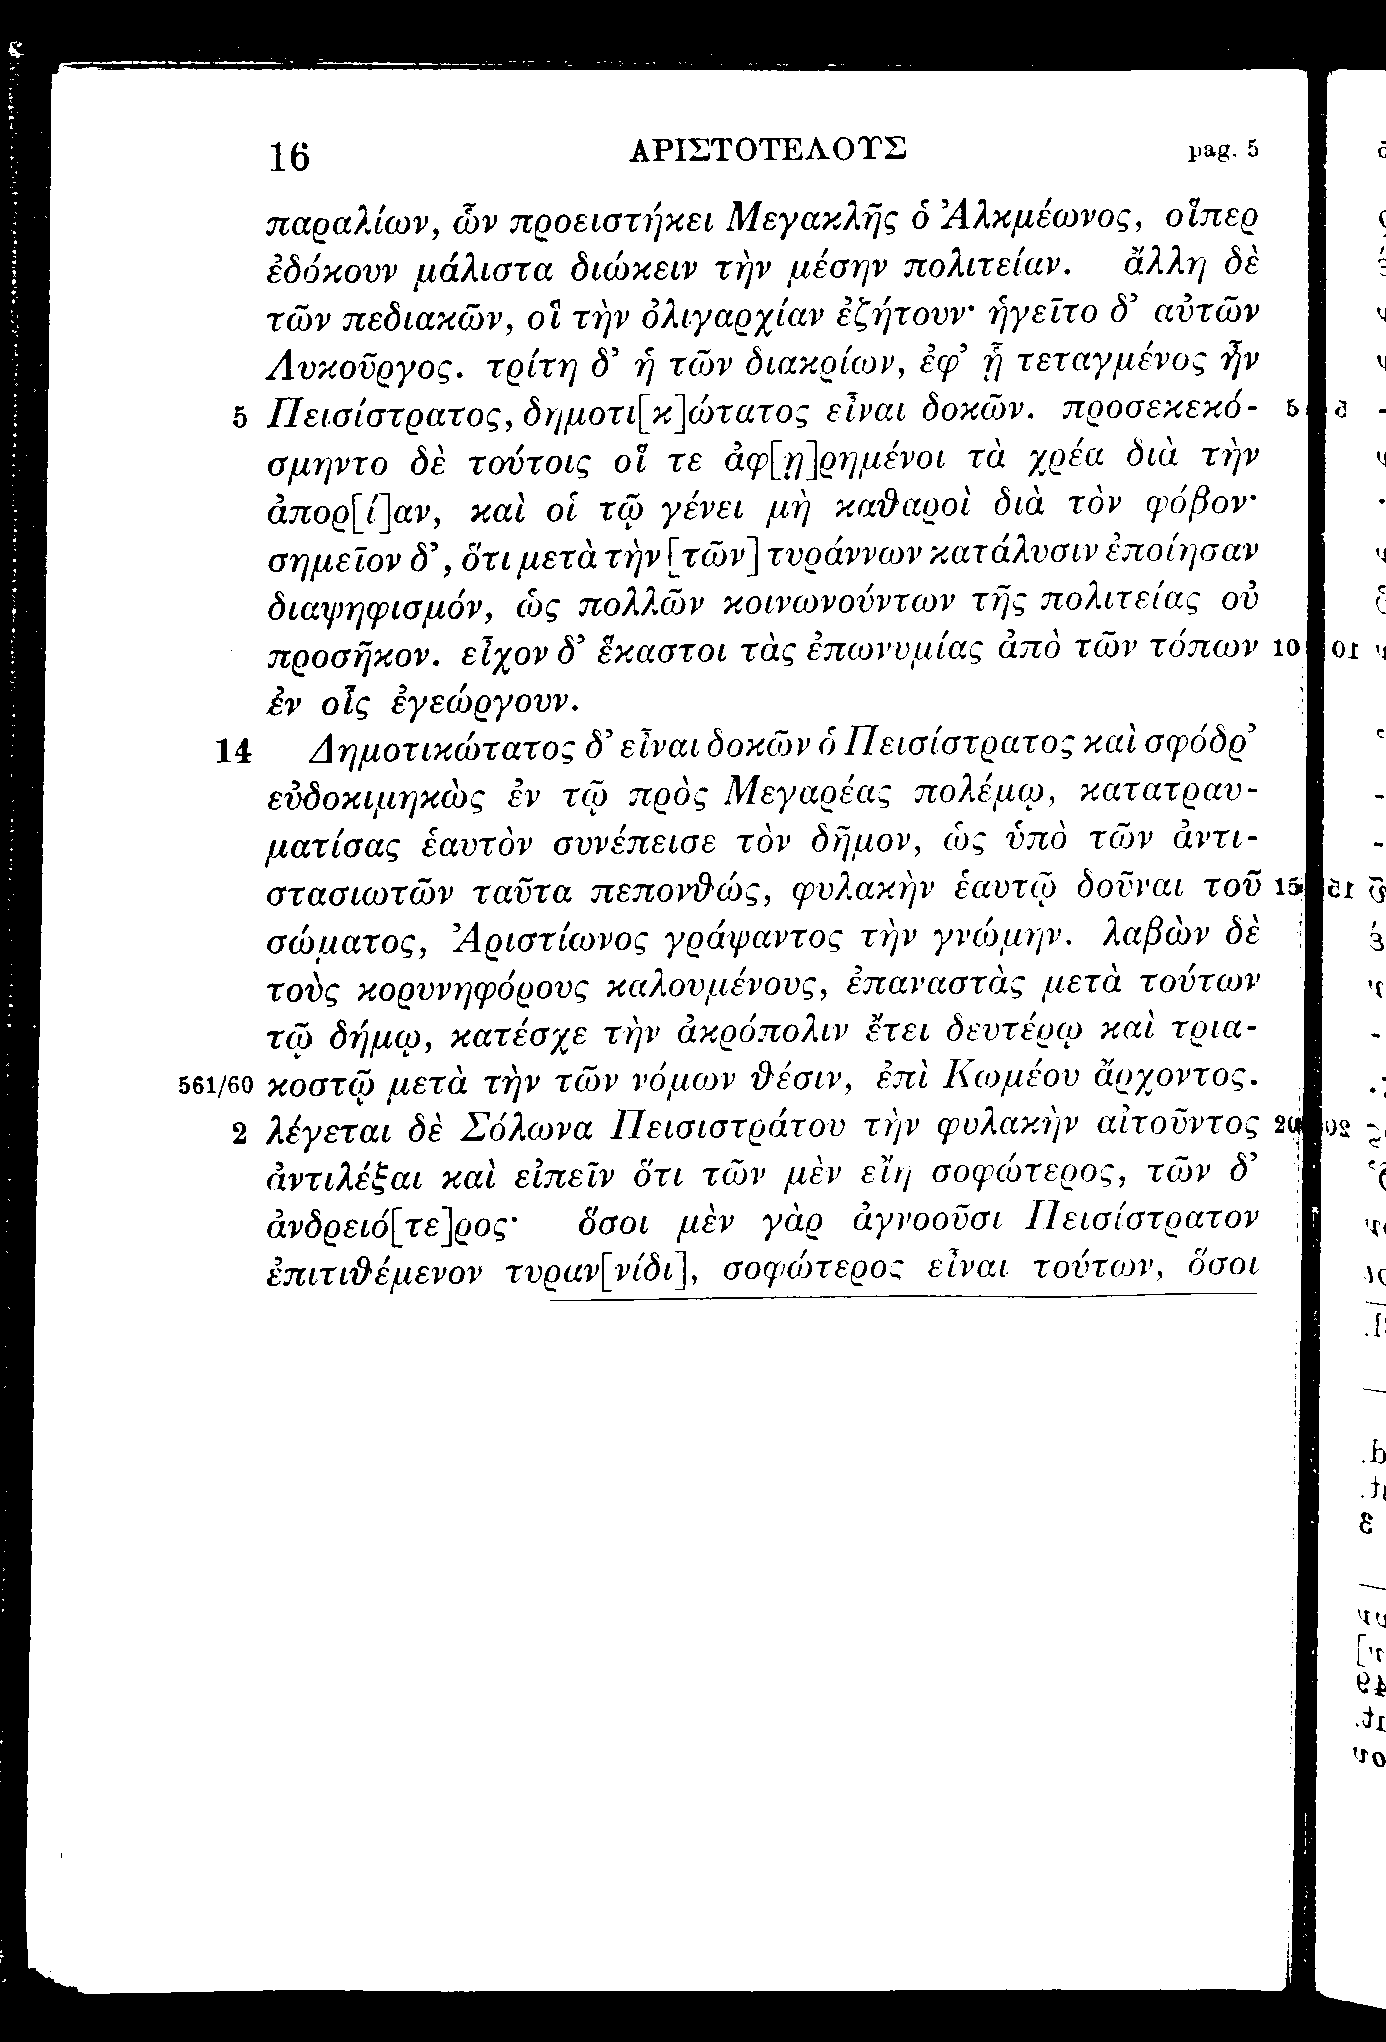 16 ΑΡΙΣΤΟΤΕΛΟΥΣ pag. 5
παραλίων, ὧν προειστήκει Μεγακλῆς ὁ Ἀλκμέωνος, οἵπερ
ἐδόκουν μάλιστα διώκειν τὴν μέσην πολιτείαν. ἄλλη δὲ
τῶν πεδιακῶν, οἳ τὴν ὀλιγαρχίαν ἐζήτουν· ἡγεῖτο δ’ αὐτῶν
Λυκοῦργος. τρίτη δ’ ἡ τῶν διακρίων, ἐφ’ ᾗ τεταγμένος ἦν
5 Πεισίστρατος, δημοτι[κ]ώτατος εἶναι δοκῶν. προσεκεκό- 5
σμηντο δὲ τούτοις οἵ τε ἀφ[ῃ]ρημένοι τὰ χρέα διὰ τὴν
ἀπορ[ί]αν, καὶ οἱ τῷ γένει μὴ καθαροὶ διὰ τὸν φόβον·
σημεῖον δ’, ὅτι μετὰ τὴν [τῶν] τυράννων κατάλυσιν ἐποίησαν
διαψηφισμόν, ὡς πολλῶν κοινωνούντων τῆς πολιτείας οὐ
προσῆκον. εἶχον δ’ ἕκαστοι τὰς ἐπωνυμίας ἀπὸ τῶν τόπων 10
ἐν οἷς ἐγεώργουν.
14 Δημοτικώτατος δ’ εἶναι δοκῶν ὁ Πεισίστρατος καὶ σφόδρ’
εὐδοκιμηκὼς ἐν τῷ πρὸς Μεγαρέας πολέμῳ, κατατραυ-
ματίσας ἑαυτὸν συνέπεισε τὸν δῆμον, ὡς ὑπὸ τῶν ἀντι-
στασιωτῶν ταῦτα πεπονθώς, φυλακὴν ἑαυτῷ δοῦναι τοῦ 15
σώματος, Ἀριστίωνος γράψαντος τὴν γνώμην. λαβὼν δὲ
τοὺς κορυνηφόρους καλουμένους, ἐπαναστὰς μετὰ τούτων
τῷ δήμῳ, κατέσχε τὴν ἀκρόπολιν ἔτει δευτέρῳ καὶ τρια-
561/60 κοστῷ μετὰ τὴν τῶν νόμων θέσιν, ἐπὶ Κωμέου ἄρχοντος.
2 λέγεται δὲ Σόλωνα Πεισιστράτου τὴν φυλακὴν αἰτοῦντος 20
ἀντιλέξαι καὶ εἰπεῖν ὅτι τῶν μὲν εἴη σοφώτερος, τῶν δ’
ἀνδρειό[τε]ρος· ὅσοι μὲν γὰρ ἀγνοοῦσι Πεισίστρατον
ἐπιτιθέμενον τυραν[νίδι], σοφώτερος εἶναι τούτων, ὅσοι